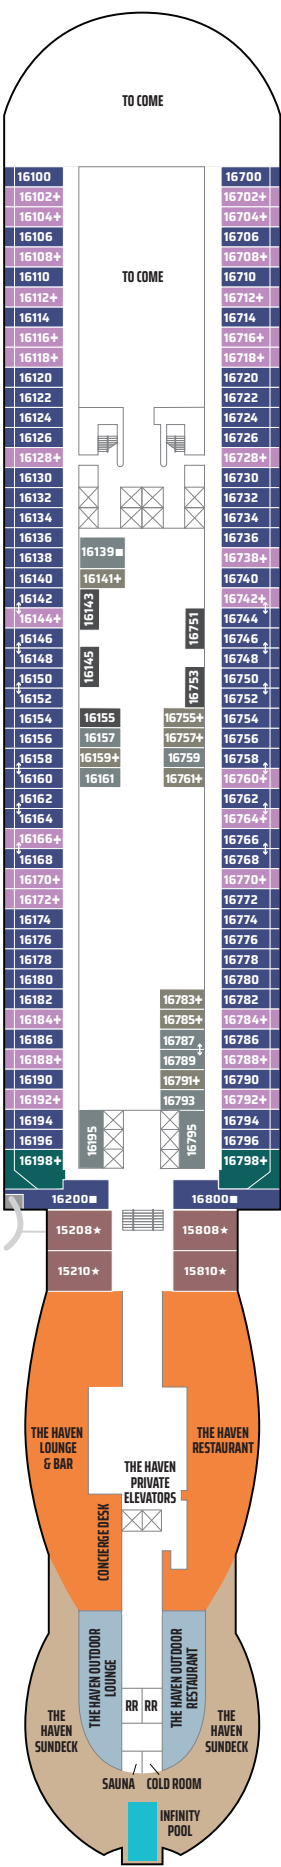 TO COME
16100 16700
16102+ 16702+
16104+ 16704+
16106 16706
16108+ 16708+
16110 TO COME 16710
16112+ 16712+
16114 16714
16116+ 16716+
16118+ 16718+
16120 16720
16122 16722
16124 16724
16126 16726
16128+ 16728+
16130 16730
16132 16732
16134 16734
16136 16736
16139■
16138 16738+
16140 16141+ 16740
16142 16143 16742+
16144+ 16751 16744
16146 16746
16148 16145 16748
16150 16753 16750
16152 16752
16154 16155 16755+ 16754
16156 16157 16757+ 16756
16158 16159+ 16759 16758
16160 16161 16761+ 16760+
16162 16762
16164 16764+
16166+ 16766
16168 16768
16170+ 16770+
16172+ 16772
16174 16774
16176 16776
16178 16778
16180 16780
16182 16783+ 16782
16184+ 16785+ 16784+
16186 16787 16786
16188+ 16789 16788+
16190 16791+ 16790
16192+ 16793 16792+
16194 16195 16795 16794
16196 16796
16198+ 16798+
16200■ 16800■
15208★ 15808★
15210★ 15810★
THE HAVEN
LOUNGE
& BAR
THE HAVEN
RESTAURANT
THE HAVEN
PRIVATE
ELEVATORS
CONCIERGE DESK
THE HAVEN OUTDOOR
LOUNGE
THE HAVEN OUTDOOR
RESTAURANT
RR RR
THE
HAVEN
SUNDECK
THE
HAVEN
SUNDECK
SAUNA COLD ROOM
INFINITY
POOL